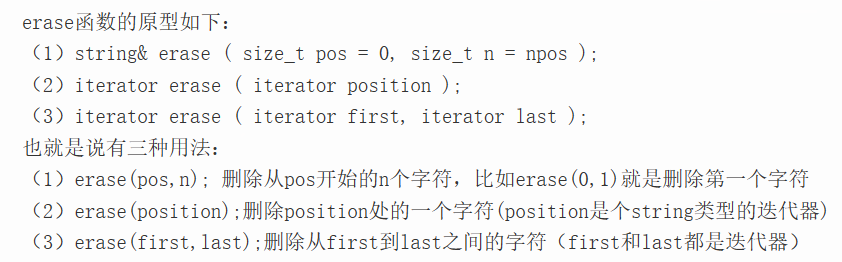 erase函数的原型如下：
（1）string& erase ( size_t pos = 0, size_t n = npos );
（2）iterator erase ( iterator position );
（3）iterator erase ( iterator first, iterator last );
也就是说有三种用法：
（1）erase(pos,n); 删除从pos开始的n个字符，比如erase(0,1)就是删除第一个字符
（2）erase(position);删除position处的一个字符(position是个string类型的迭代器)
（3）erase(first,last);删除从first到last之间的字符（first和last都是迭代器）